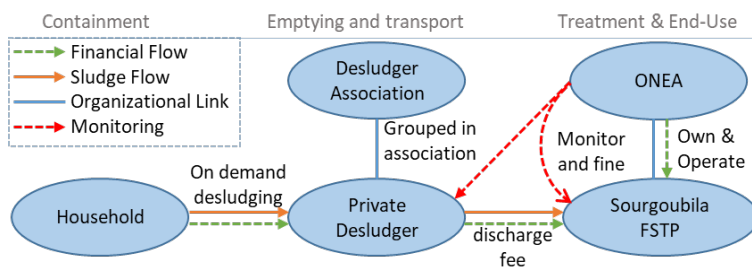 Containment
Emptying and transport
Treatment & End-Use
Financial Flow
Sludge Flow
Organizational Link
Monitoring
Desludger
Association
ONEA
Grouped in
association
Monitor
and fine
Own &
Operate
On demand
desludging
Household
Private
Desludger
discharge
fee
Sourgoubila
FSTP